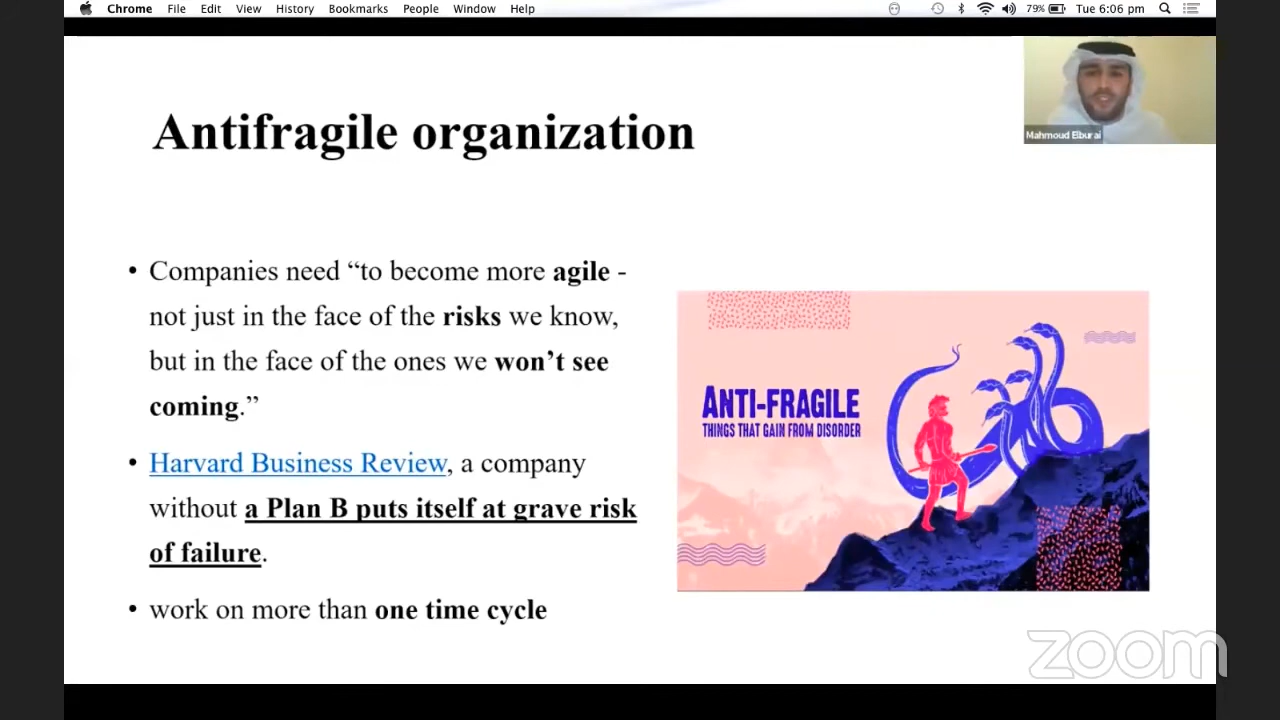 Chrome File Edit View History Bookmarks People Window Help 79% Tue 6:06 pm
Mahmoud Elburai
Antifragile organization
• Companies need “to become more agile -
not just in the face of the risks we know,
but in the face of the ones we won’t see
coming.”
• Harvard Business Review, a company
without a Plan B puts itself at grave risk
of failure.
• work on more than one time cycle
ANTI-FRAGILE
THINGS THAT GAIN FROM DISORDER
zoom